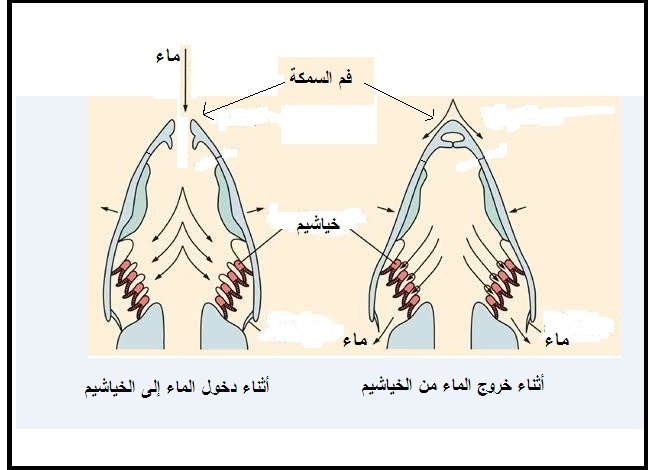 ماء
فم السمكة
خياشيم
ماء
ماء
أثناء خروج الماء من الخياشيم
أثناء دخول الماء إلى الخياشيم